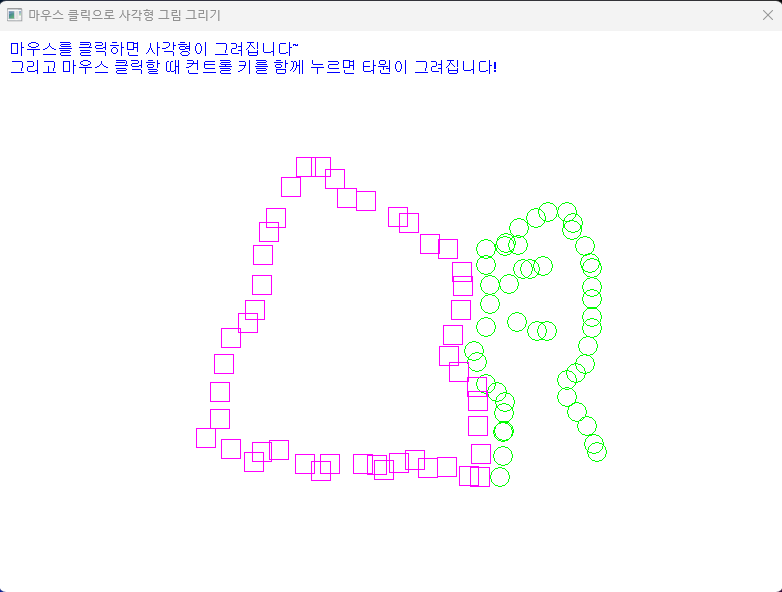 마우스 클릭으로 사각형 그림 그리기
마우스를 클릭하면 사각형이 그려집니다~
그리고 마우스 클릭할 때 컨트롤 키를 함께 누르면 타원이 그려집니다!